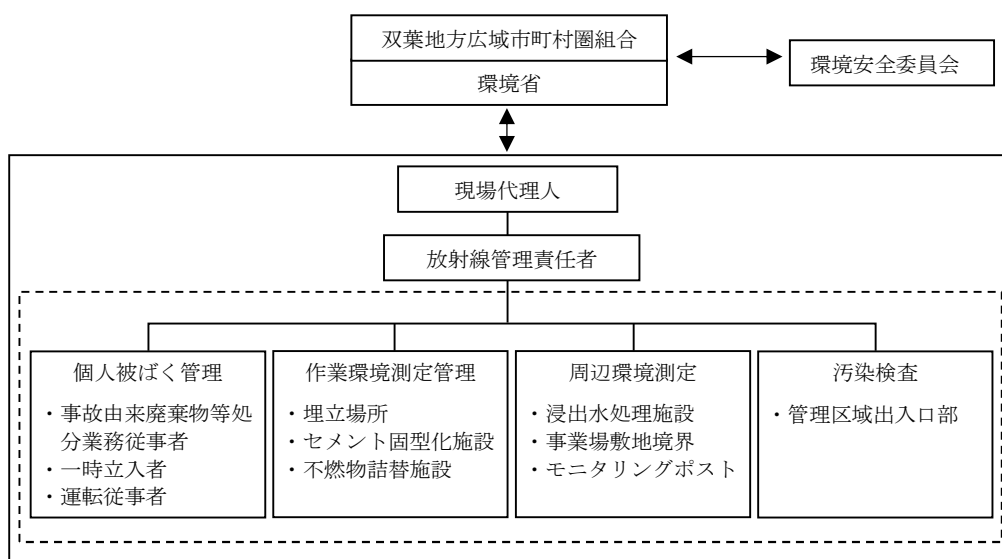 双葉地方広域市町村圏組合
環境省
環境安全委員会
現場代理人
放射線管理責任者
個人被ばく管理
・事故由来廃棄物等処
分業務従事者
・一時立入者
・運転従事者
作業環境測定管理
・埋立場所
・セメント固型化施設
・不燃物詰替施設
周辺環境測定
・浸出水処理施設
・事業場敷地境界
・モニタリングポスト
汚染検査
・管理区域出入口部